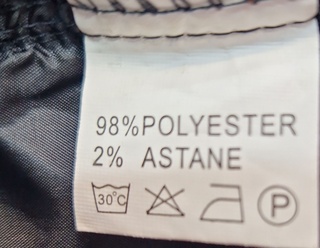 98%POLYESTER
2% ASTANE
30°C P